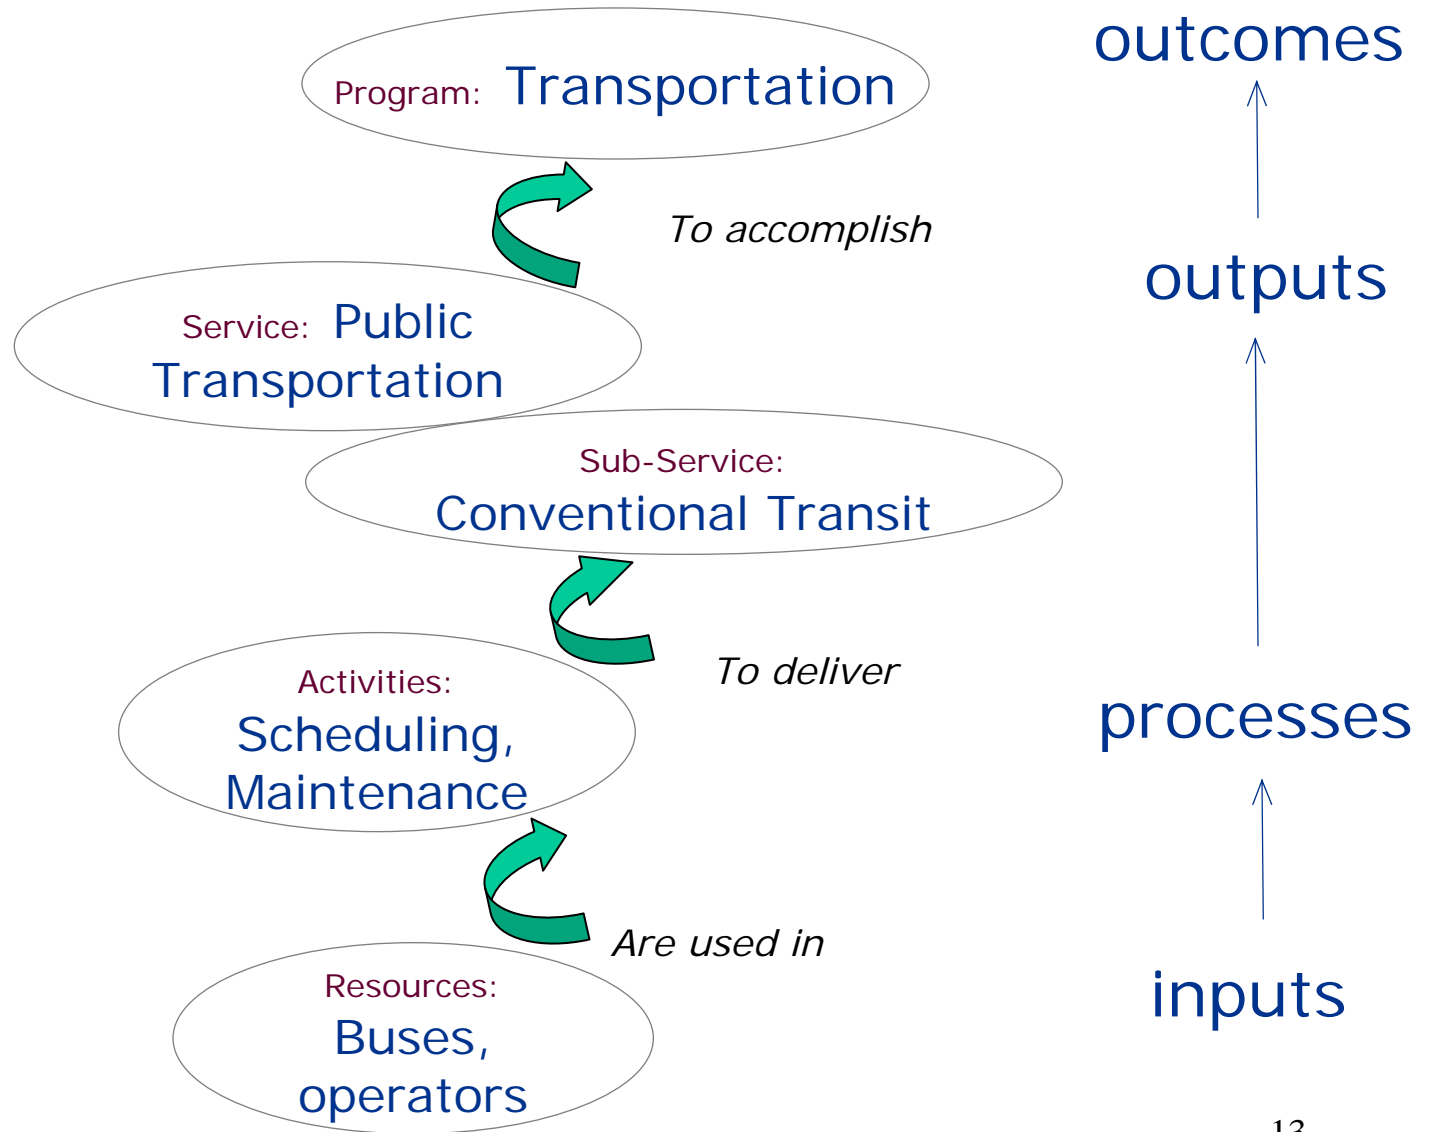 outcomes
Program: Transportation
To accomplish
outputs
Service: Public
Transportation
Sub-Service:
Conventional Transit
To deliver
Activities:
Scheduling,
Maintenance
processes
Are used in
Resources:
Buses,
operators
inputs
13